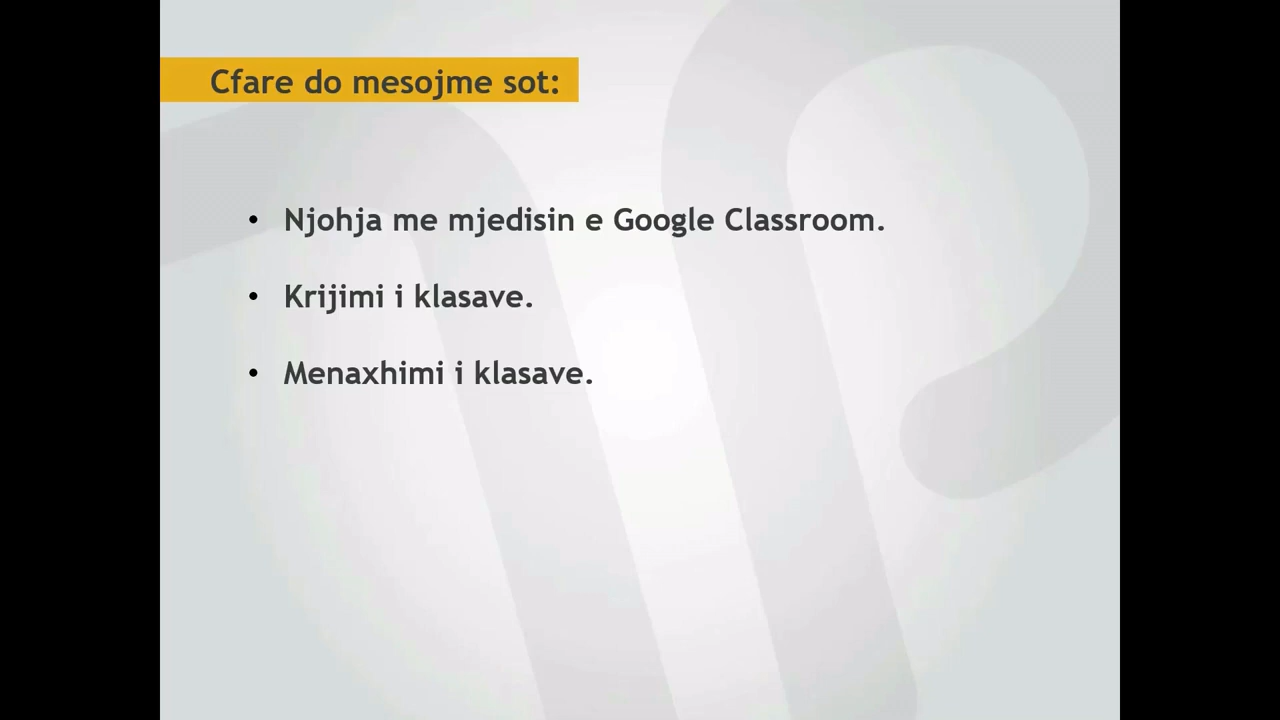 Cfare do mesojme sot:
• Njohja me mjedisin e Google Classroom.
• Krijimi i klasave.
• Menaxhimi i klasave.